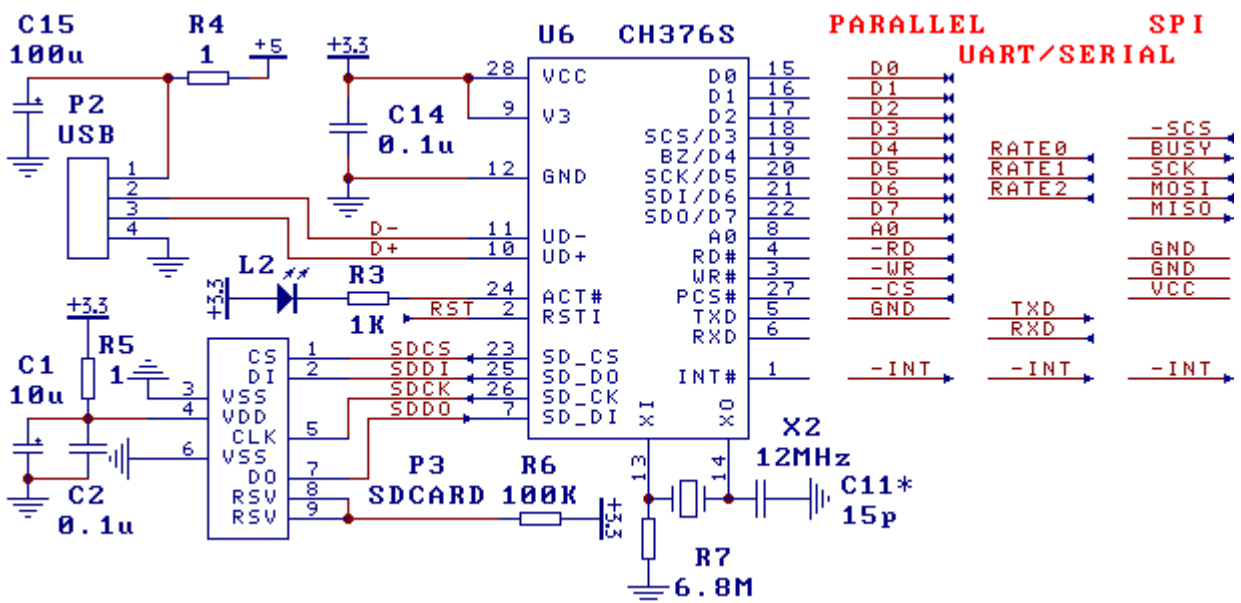 C15
100u
R4
1
+5
+3.3
U6 CH376S
PARALLEL
SPI
UART/SERIAL
P2
USB
1
2
3
4
C14
0.1u
28 VCC
9 V3
12 GND
D- 11 UD-
D+ 10 UD+
24 ACT#
RST 2 RSTI
23 SD_CS
25 SD_DO
26 SD_CK
7 SD_DI
D0 15 D0
D1 16 D1
D2 17 D2
SCS/D3 18 D3 -SCS
BZ/D4 19 D4 RATE0 BUSY
SCK/D5 20 D5 RATE1 SCK
SDI/D6 21 D6 RATE2 MOSI
SDO/D7 22 D7 MISO
A0 8 A0
RD# 4 -RD GND
WR# 3 -WR GND
PCS# 27 -CS VCC
TXD 5 GND TXD
RXD 6 RXD
INT# 1 -INT -INT -INT
XI
XO
13
14
L2
R3
1K
+3.3
+3.3
R5
1
C1
10u
C2
0.1u
CS 1 SDCS
DI 2 SDDI
3 VSS
4 VDD
CLK 5 SDCK
6 VSS
DO 7 SDDO
RSV 8
RSV 9
P3
SDCARD
R6
100K
+3.3
X2
12MHz
C11*
15p
R7
6.8M